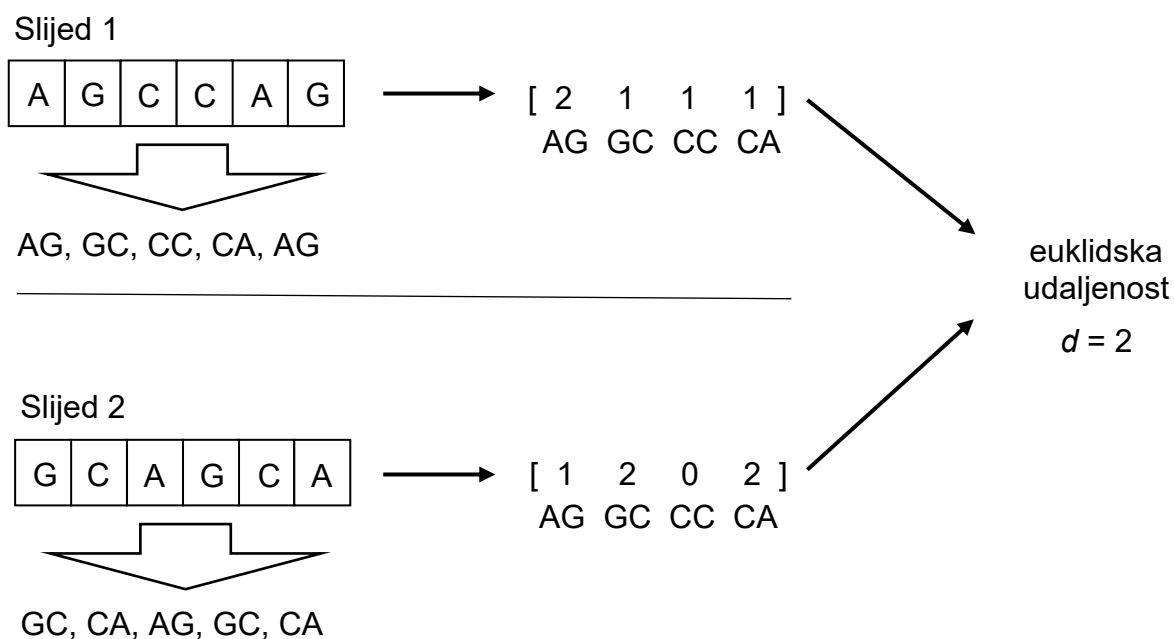 Slijed 1
A G C C A G
[ 2 1 1 1 ]
AG GC CC CA
AG, GC, CC, CA, AG
euklidska
udaljenost
d = 2
Slijed 2
G C A G C A
[ 1 2 0 2 ]
AG GC CC CA
GC, CA, AG, GC, CA